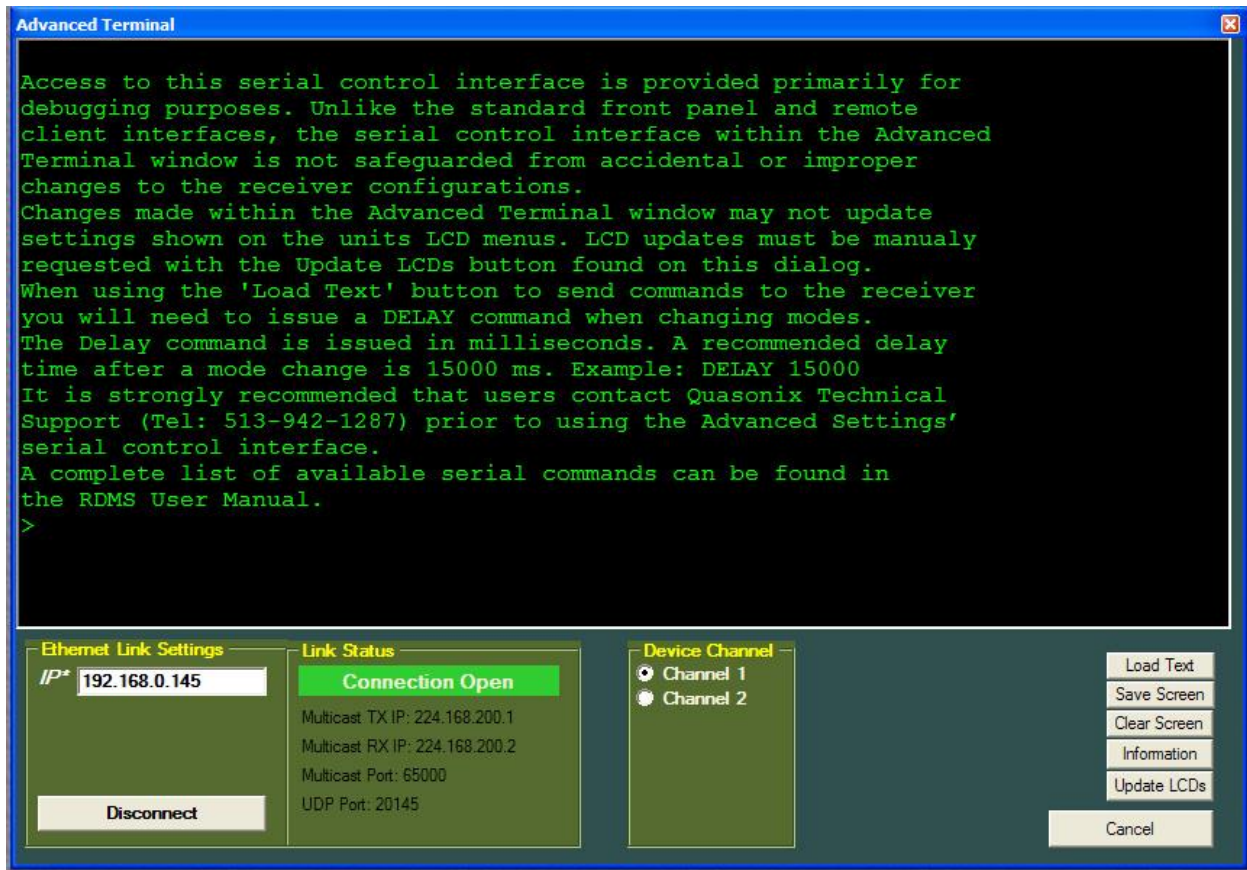 Advanced Terminal
Access to this serial control interface is provided primarily for
debugging purposes. Unlike the standard front panel and remote
client interfaces, the serial control interface within the Advanced
Terminal window is not safeguarded from accidental or improper
changes to the receiver configurations.
Changes made within the Advanced Terminal window may not update
settings shown on the units LCD menus. LCD updates must be manualy
requested with the Update LCDs button found on this dialog.
When using the 'Load Text' button to send commands to the receiver
you will need to issue a DELAY command when changing modes.
The Delay command is issued in milliseconds. A recommended delay
time after a mode change is 15000 ms. Example: DELAY 15000
It is strongly recommended that users contact Quasonix Technical
Support (Tel: 513-942-1287) prior to using the Advanced Settings’
serial control interface.
A complete list of available serial commands can be found in
the RDMS User Manual.
>
Ethernet Link Settings
IP* 192.168.0.145
Disconnect
Link Status
Connection Open
Multicast TX IP: 224.168.200.1
Multicast RX IP: 224.168.200.2
Multicast Port: 65000
UDP Port: 20145
Device Channel
Channel 1
Channel 2
Load Text
Save Screen
Clear Screen
Information
Update LCDs
Cancel